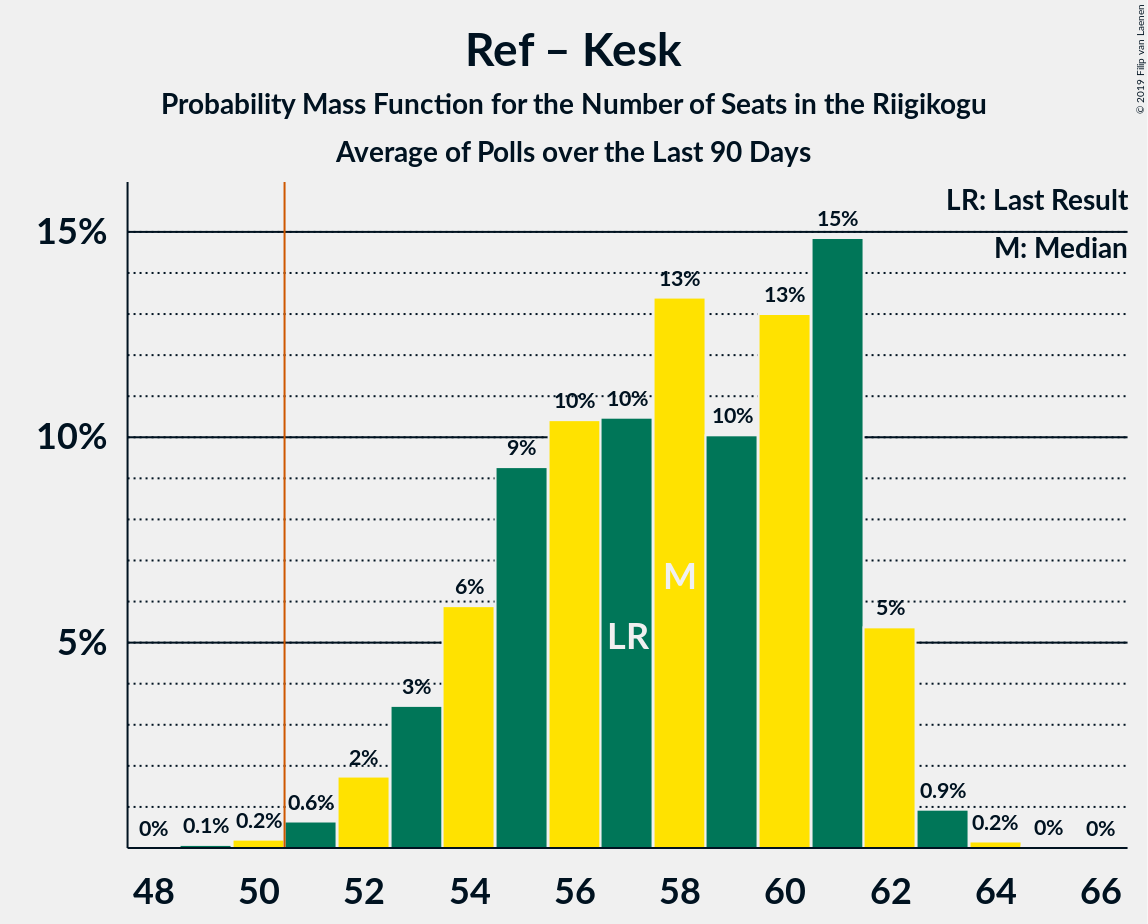 Ref – Kesk
Probability Mass Function for the Number of Seats in the Riigikogu
Average of Polls over the Last 90 Days
© 2019 Filip van Laenen
LR: Last Result
M: Median
15%
10%
5%
0%
0.1%
0.2%
0.6%
2%
3%
6%
9%
10%
10%
13%
10%
13%
15%
5%
0.9%
0.2%
0%
0%
LR
M
48 50 52 54 56 58 60 62 64 66